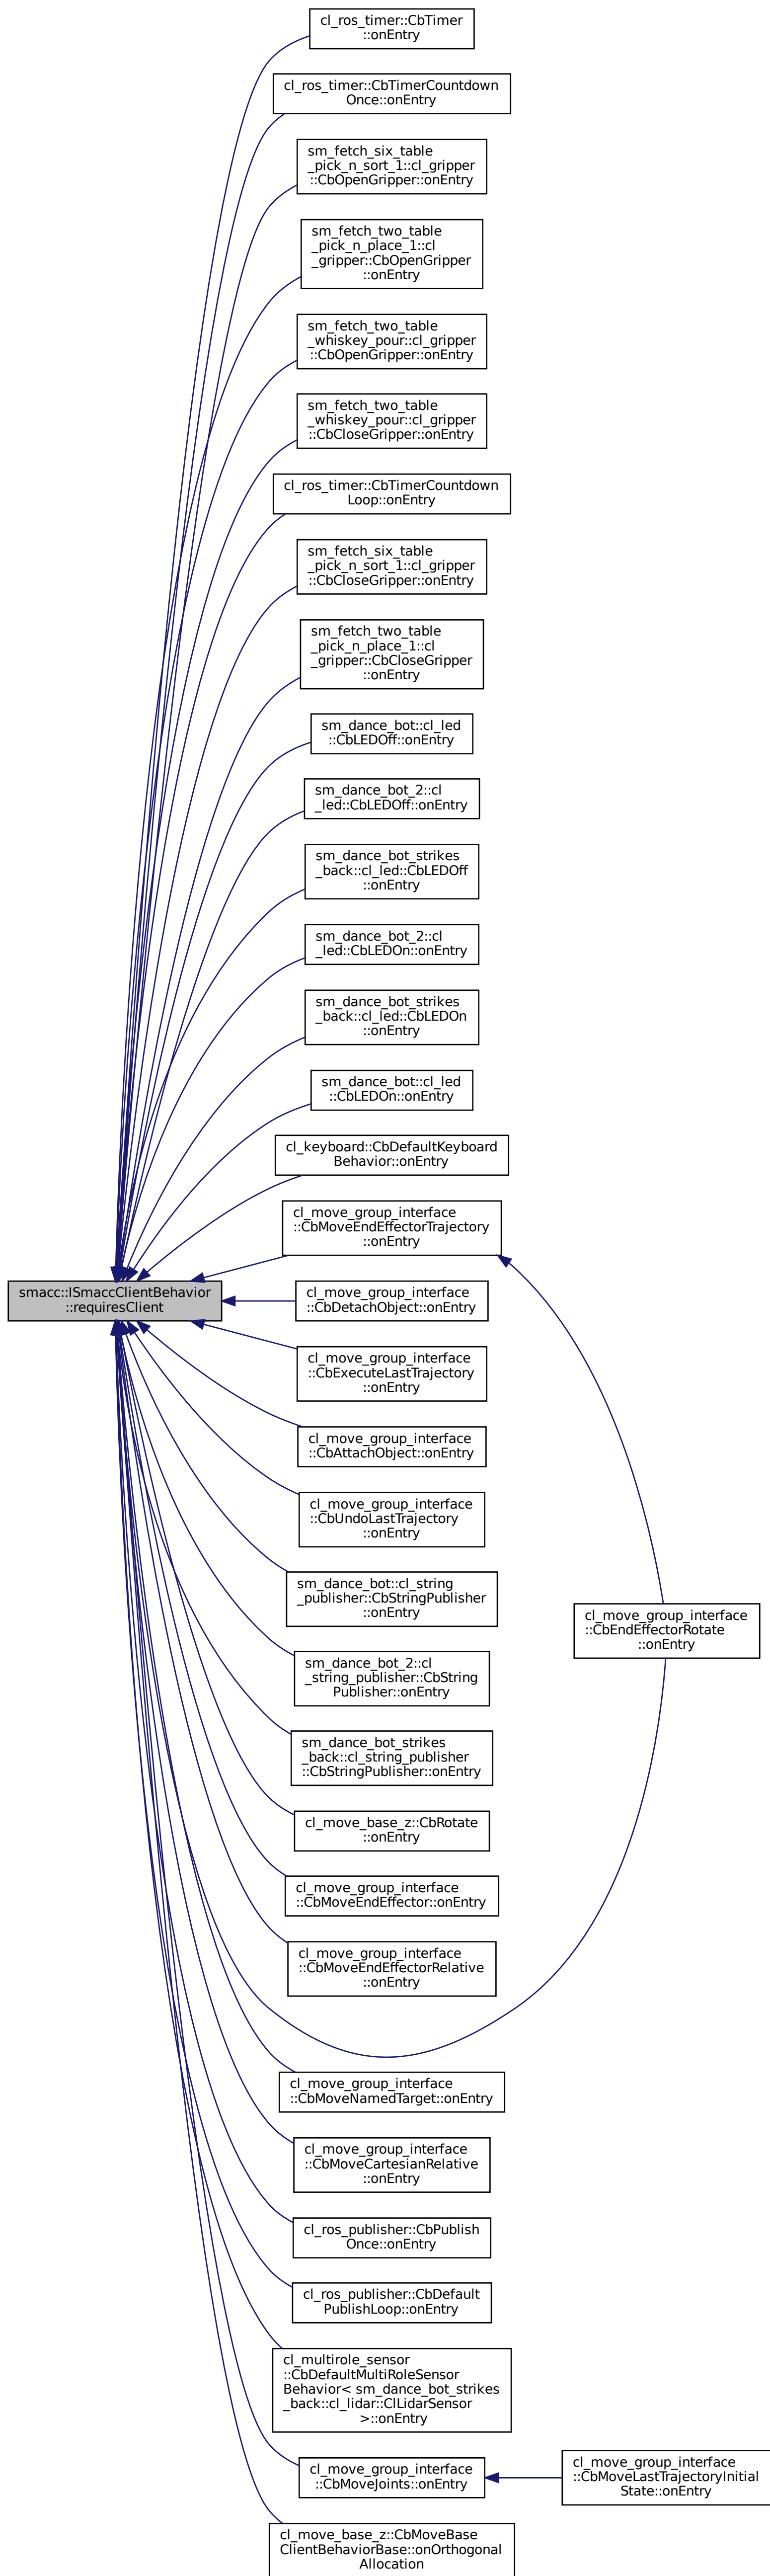 cl_ros_timer::CbTimer
::onEntry
cl_ros_timer::CbTimerCountdown
Once::onEntry
sm_fetch_six_table
_pick_n_sort_1::cl_gripper
::CbOpenGripper::onEntry
sm_fetch_two_table
_pick_n_place_1::cl
_gripper::CbOpenGripper
::onEntry
sm_fetch_two_table
_whiskey_pour::cl_gripper
::CbOpenGripper::onEntry
sm_fetch_two_table
_whiskey_pour::cl_gripper
::CbCloseGripper::onEntry
cl_ros_timer::CbTimerCountdown
Loop::onEntry
sm_fetch_six_table
_pick_n_sort_1::cl_gripper
::CbCloseGripper::onEntry
sm_fetch_two_table
_pick_n_place_1::cl
_gripper::CbCloseGripper
::onEntry
sm_dance_bot::cl_led
::CbLEDOff::onEntry
sm_dance_bot_2::cl
_led::CbLEDOff::onEntry
sm_dance_bot_strikes
_back::cl_led::CbLEDOff
::onEntry
sm_dance_bot_2::cl
_led::CbLEDOn::onEntry
sm_dance_bot_strikes
_back::cl_led::CbLEDOn
::onEntry
sm_dance_bot::cl_led
::CbLEDOn::onEntry
cl_keyboard::CbDefaultKeyboard
Behavior::onEntry
cl_move_group_interface
::CbMoveEndEffectorTrajectory
::onEntry
smacc::ISmaccClientBehavior
::requiresClient
cl_move_group_interface
::CbDetachObject::onEntry
cl_move_group_interface
::CbExecuteLastTrajectory
::onEntry
cl_move_group_interface
::CbAttachObject::onEntry
cl_move_group_interface
::CbUndoLastTrajectory
::onEntry
sm_dance_bot::cl_string
_publisher::CbStringPublisher
::onEntry
cl_move_group_interface
::CbEndEffectorRotate
::onEntry
sm_dance_bot_2::cl
_string_publisher::CbString
Publisher::onEntry
sm_dance_bot_strikes
_back::cl_string_publisher
::CbStringPublisher::onEntry
cl_move_base_z::CbRotate
::onEntry
cl_move_group_interface
::CbMoveEndEffector::onEntry
cl_move_group_interface
::CbMoveEndEffectorRelative
::onEntry
cl_move_group_interface
::CbMoveNamedTarget::onEntry
cl_move_group_interface
::CbMoveCartesianRelative
::onEntry
cl_ros_publisher::CbPublish
Once::onEntry
cl_ros_publisher::CbDefault
PublishLoop::onEntry
cl_multirole_sensor
::CbDefaultMultiRoleSensor
Behavior< sm_dance_bot_strikes
_back::cl_lidar::ClLidarSensor
>::onEntry
cl_move_group_interface
::CbMoveJoints::onEntry
cl_move_group_interface
::CbMoveLastTrajectoryInitial
State::onEntry
cl_move_base_z::CbMoveBase
ClientBehaviorBase::onOrthogonal
Allocation